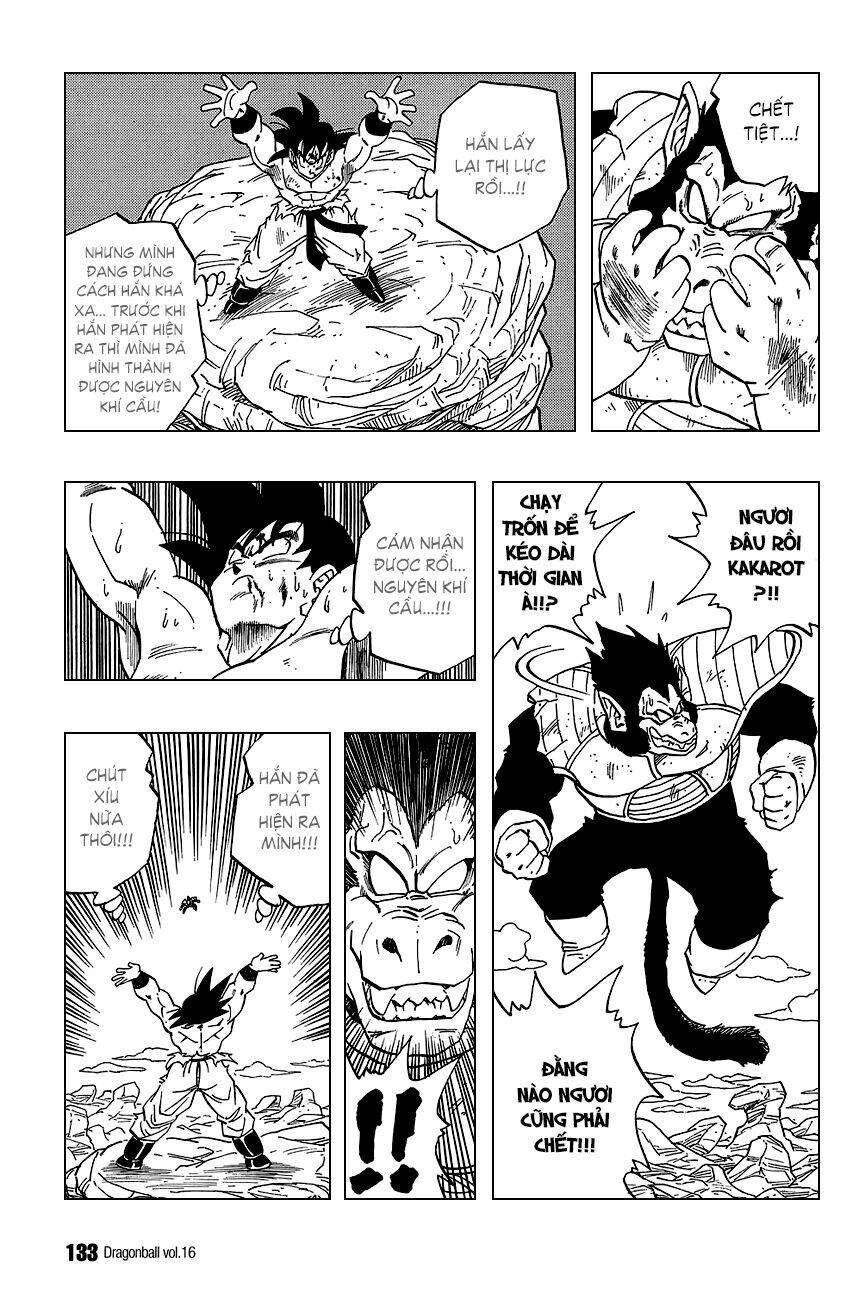 CHẾT
TIỆT...!
HẮN LẤY
LẠI THỊ LỰC
RỒI...!!
NHƯNG MÌNH
ĐANG ĐỨNG
CÁCH HẮN KHÁ
XA... TRƯỚC KHI
HẮN PHÁT HIỆN
RA THÌ MÌNH ĐÃ
HÌNH THÀNH
ĐƯỢC NGUYÊN
KHÍ CẦU!
NGƯƠI
ĐÂU RỒI
KAKAROT
?!!
CHẠY
TRỐN ĐỂ
KÉO DÀI
THỜI GIAN
À!!?
ĐẰNG
NÀO NGƯƠI
CŨNG PHẢI
CHẾT!!!
CẢM NHẬN
ĐƯỢC RỒI...
NGUYÊN KHÍ
CẦU...!!!
!!
HẮN ĐÃ
PHÁT
HIỆN RA
MÌNH!!!
CHÚT
XÍU
NỮA
THÔI!!!
133 Dragonball vol.16